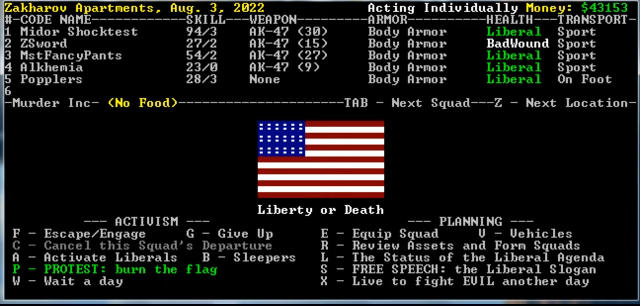 Zakharov Apartments, Aug. 3, 2022 Acting Individually Money: $43153
#-CODE NAME------------SKILL---WEAPON---------ARMOR---------HEALTH---TRANSPORT-
1 Midor Shocktest 94/3 AK-47 (30) Body Armor Liberal Sport
2 ZSword 27/2 AK-47 (15) Body Armor BadWound Sport
3 MstFancyPants 54/2 AK-47 (27) Body Armor Liberal Sport
4 Alkhemia 23/0 AK-47 (9) Body Armor Liberal Sport
5 Popplers 28/3 None Body Armor Liberal On Foot
6
-Murder Inc- (No Food)---------------------TAB - Next Squad---Z - Next Location-
Liberty or Death
--- ACTIVISM --- --- PLANNING ---
F - Escape/Engage G - Give Up E - Equip Squad V - Vehicles
C - Cancel this Squad's Departure R - Review Assets and Form Squads
A - Activate Liberals B - Sleepers L - The Status of the Liberal Agenda
P - PROTEST: burn the flag S - FREE SPEECH: the Liberal Slogan
W - Wait a day X - Live to fight EVIL another day